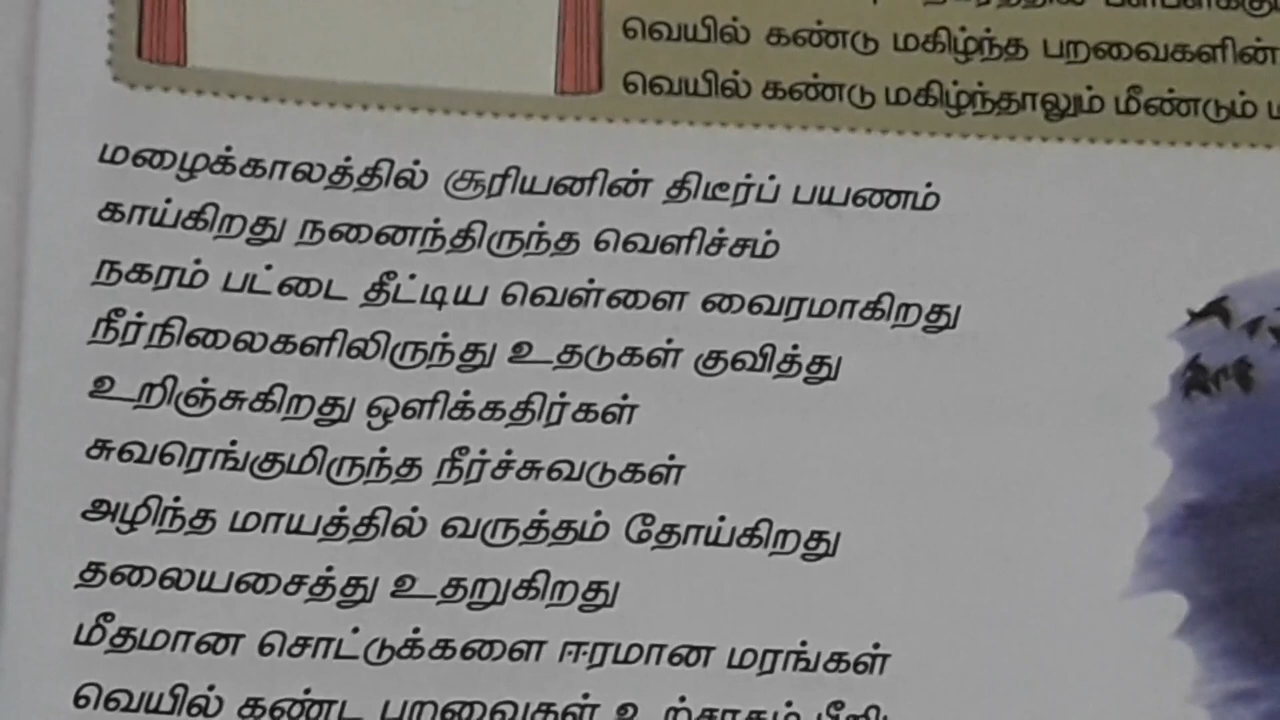 வெயில் கண்டு மகிழ்ந்த பறவைகளின்
வெயில் கண்டு மகிழ்ந்தாலும் மீண்டும்
மழைக்காலத்தில் சூரியனின் திடீர்ப் பயணம்
காய்கிறது நனைந்திருந்த வெளிச்சம்
நகரம் பட்டை தீட்டிய வெள்ளை வைரமாகிறது
நீர்நிலைகளிலிருந்து உதடுகள் குவித்து
உறிஞ்சுகிறது ஒளிக்கதிர்கள்
சுவரெங்குமிருந்த நீர்ச்சுவடுகள்
அழிந்த மாயத்தில் வருத்தம் தோய்கிறது
தலையசைத்து உதறுகிறது
மீதமான சொட்டுக்களை ஈரமான மரங்கள்
வெயில் கண்ட பறவைகள்